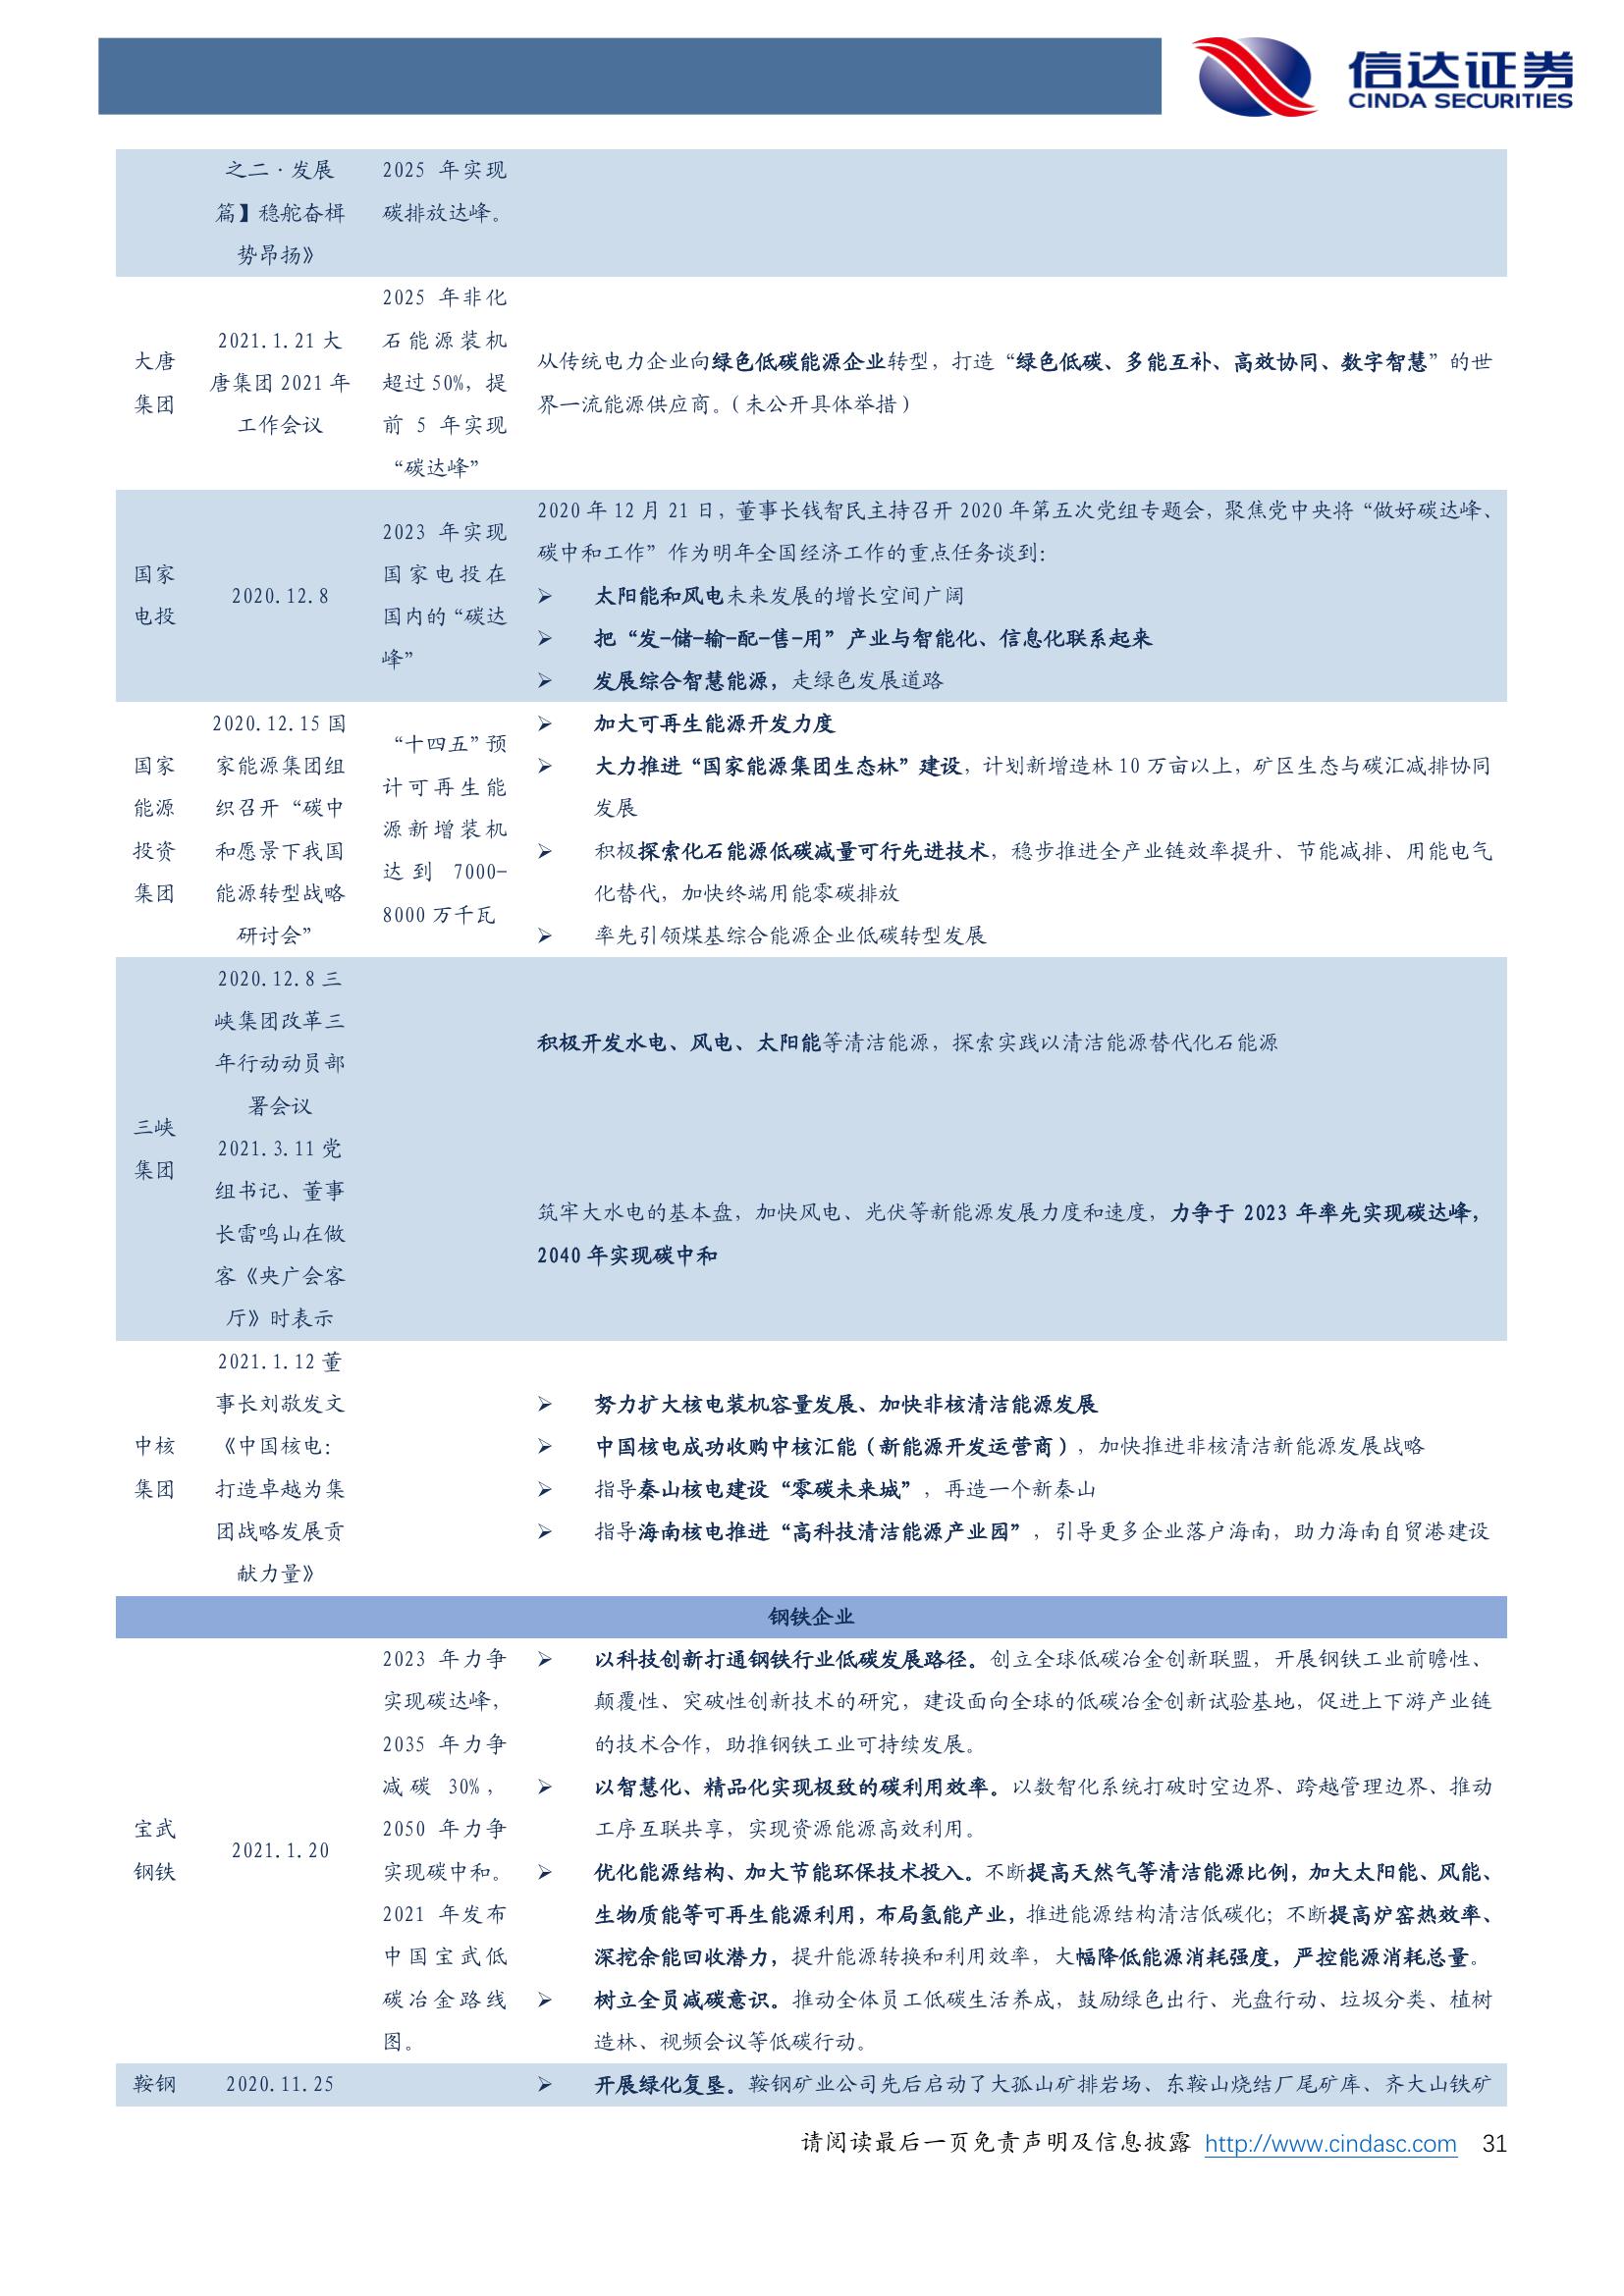 信达证券
CINDA SECURITIES
之二·发展
篇】稳舵奋楫
势昂扬》
2025 年实现
碳排放达峰。
大唐
集团
2021.1.21 大
唐集团 2021 年
工作会议
2025 年非化
石能源装机
超过 50%，提
前 5 年实现
“碳达峰”
从传统电力企业向绿色低碳能源企业转型，打造“绿色低碳、多能互补、高效协同、数字智慧”的世
界一流能源供应商。（未公开具体举措）
国家
电投
2020.12.8
2023 年实现
国家电投在
国内的“碳达
峰”
2020 年 12 月 21 日，董事长钱智民主持召开 2020 年第五次党组专题会，聚焦党中央将“做好碳达峰、
碳中和工作”作为明年全国经济工作的重点任务谈到：
➢ 太阳能和风电未来发展的增长空间广阔
➢ 把“发-储-输-配-售-用”产业与智能化、信息化联系起来
➢ 发展综合智慧能源，走绿色发展道路
国家
能源
投资
集团
2020.12.15 国
家能源集团组
织召开“碳中
和愿景下我国
能源转型战略
研讨会”
“十四五”预
计可再生能
源新增装机
达到 7000-
8000 万千瓦
➢ 加大可再生能源开发力度
➢ 大力推进“国家能源集团生态林”建设，计划新增造林 10 万亩以上，矿区生态与碳汇减排协同
发展
➢ 积极探索化石能源低碳减量可行先进技术，稳步推进全产业链效率提升、节能减排、用能电气
化替代，加快终端用能零碳排放
➢ 率先引领煤基综合能源企业低碳转型发展
三峡
集团
2020.12.8 三
峡集团改革三
年行动动员部
署会议
积极开发水电、风电、太阳能等清洁能源，探索实践以清洁能源替代化石能源
2021.3.11 党
组书记、董事
长雷鸣山在做
客《央广会客
厅》时表示
筑牢大水电的基本盘，加快风电、光伏等新能源发展力度和速度，力争于 2023 年率先实现碳达峰，
2040 年实现碳中和
中核
集团
2021.1.12 董
事长刘敬发文
《中国核电：
打造卓越为集
团战略发展贡
献力量》
➢ 努力扩大核电装机容量发展、加快非核清洁能源发展
➢ 中国核电成功收购中核汇能（新能源开发运营商），加快推进非核清洁新能源发展战略
➢ 指导秦山核电建设“零碳未来城”，再造一个新秦山
➢ 指导海南核电推进“高科技清洁能源产业园”，引导更多企业落户海南，助力海南自贸港建设
钢铁企业
宝武
钢铁
2021.1.20
2023 年力争
实现碳达峰，
2035 年力争
减碳 30%，
2050 年力争
实现碳中和。
2021 年发布
中国宝武低
碳冶金路线
图。
➢ 以科技创新打通钢铁行业低碳发展路径。创立全球低碳冶金创新联盟，开展钢铁工业前瞻性、
颠覆性、突破性创新技术的研究，建设面向全球的低碳冶金创新试验基地，促进上下游产业链
的技术合作，助推钢铁工业可持续发展。
➢ 以智慧化、精品化实现极致的碳利用效率。以数智化系统打破时空边界、跨越管理边界、推动
工序互联共享，实现资源能源高效利用。
➢ 优化能源结构、加大节能环保技术投入。不断提高天然气等清洁能源比例，加大太阳能、风能、
生物质能等可再生能源利用，布局氢能产业，推进能源结构清洁低碳化；不断提高炉窑热效率、
深挖余能回收潜力，提升能源转换和利用效率，大幅降低能源消耗强度，严控能源消耗总量。
➢ 树立全员减碳意识。推动全体员工低碳生活养成，鼓励绿色出行、光盘行动、垃圾分类、植树
造林、视频会议等低碳行动。
鞍钢
2020.11.25
➢ 开展绿化复垦。鞍钢矿业公司先后启动了大孤山矿排岩场、东鞍山烧结厂尾矿库、齐大山铁矿
请阅读最后一页免责声明及信息披露 http://www.cindasc.com 31